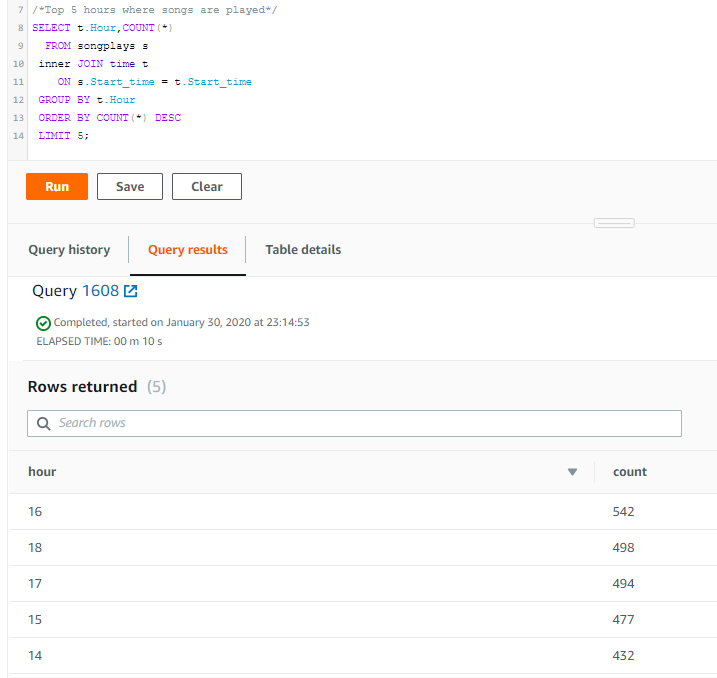 7 /*Top 5 hours where songs are played*/
8 SELECT t.Hour,COUNT(*)
9 FROM songplays s
10 inner JOIN time t
11 ON s.Start_time = t.Start_time
12 GROUP BY t.Hour
13 ORDER BY COUNT(*) DESC
14 LIMIT 5;
Run Save Clear
Query history Query results Table details
Query 1608
Completed, started on January 30, 2020 at 23:14:53
ELAPSED TIME: 00 m 10 s
Rows returned (5)
Search rows
hour count
16 542
18 498
17 494
15 477
14 432